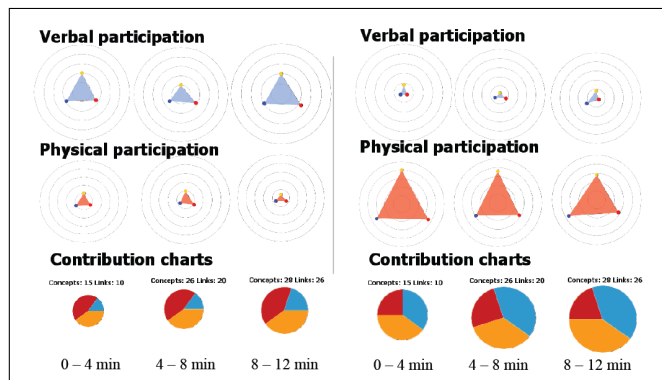 Verbal participation
Physical participation
Contribution charts
Concepts: 15 Links: 10
Concepts: 26 Links: 20
Concepts: 28 Links: 26
0 – 4 min
4 – 8 min
8 – 12 min
Verbal participation
Physical participation
Contribution charts
Concepts: 15 Links: 10
Concepts: 26 Links: 20
Concepts: 28 Links: 26
0 – 4 min
4 – 8 min
8 – 12 min